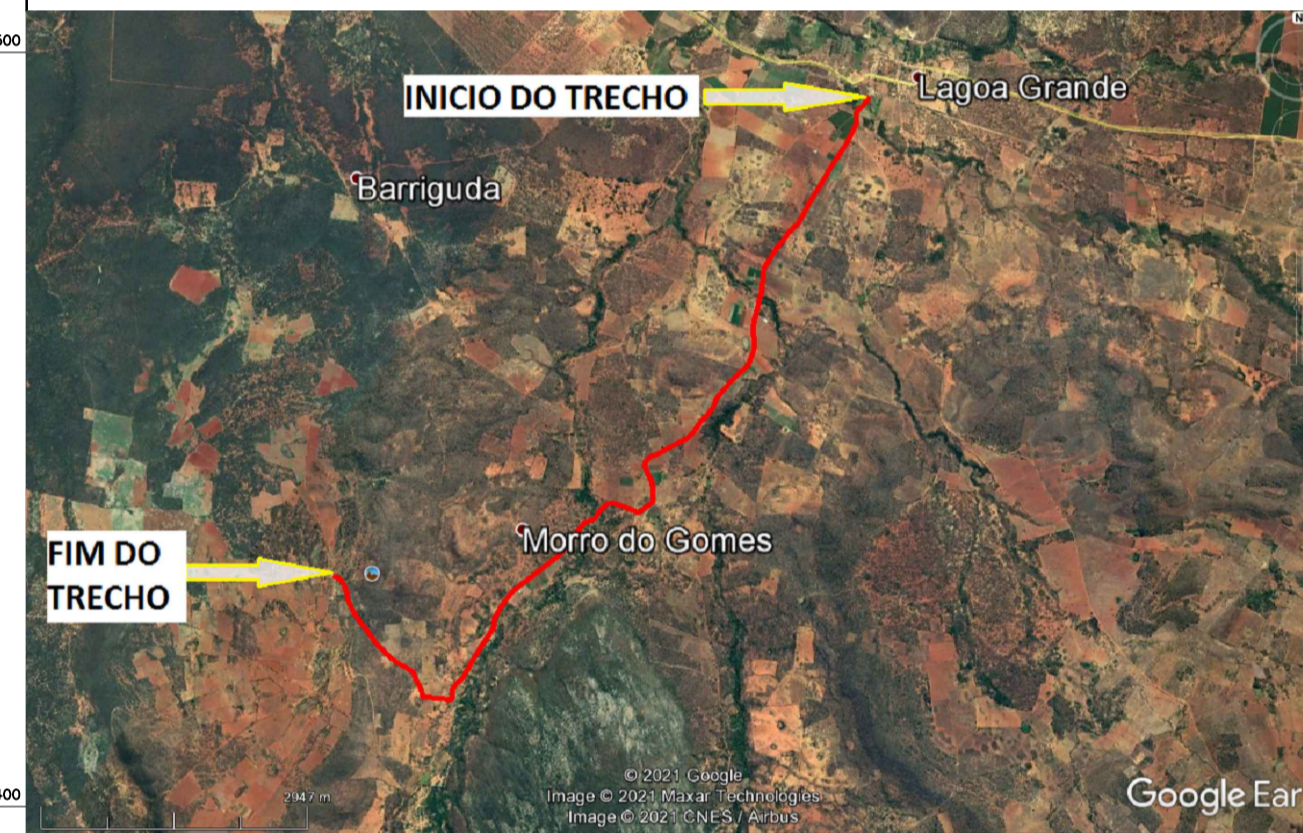 INICIO DO TRECHO
Lagoa Grande
Barriguda
Morro do Gomes
FIM DO
TRECHO
2947 m
© 2021 Google
Image © 2021 Maxar Technologies
Image © 2021 CNES / Airbus
Google Ear
N